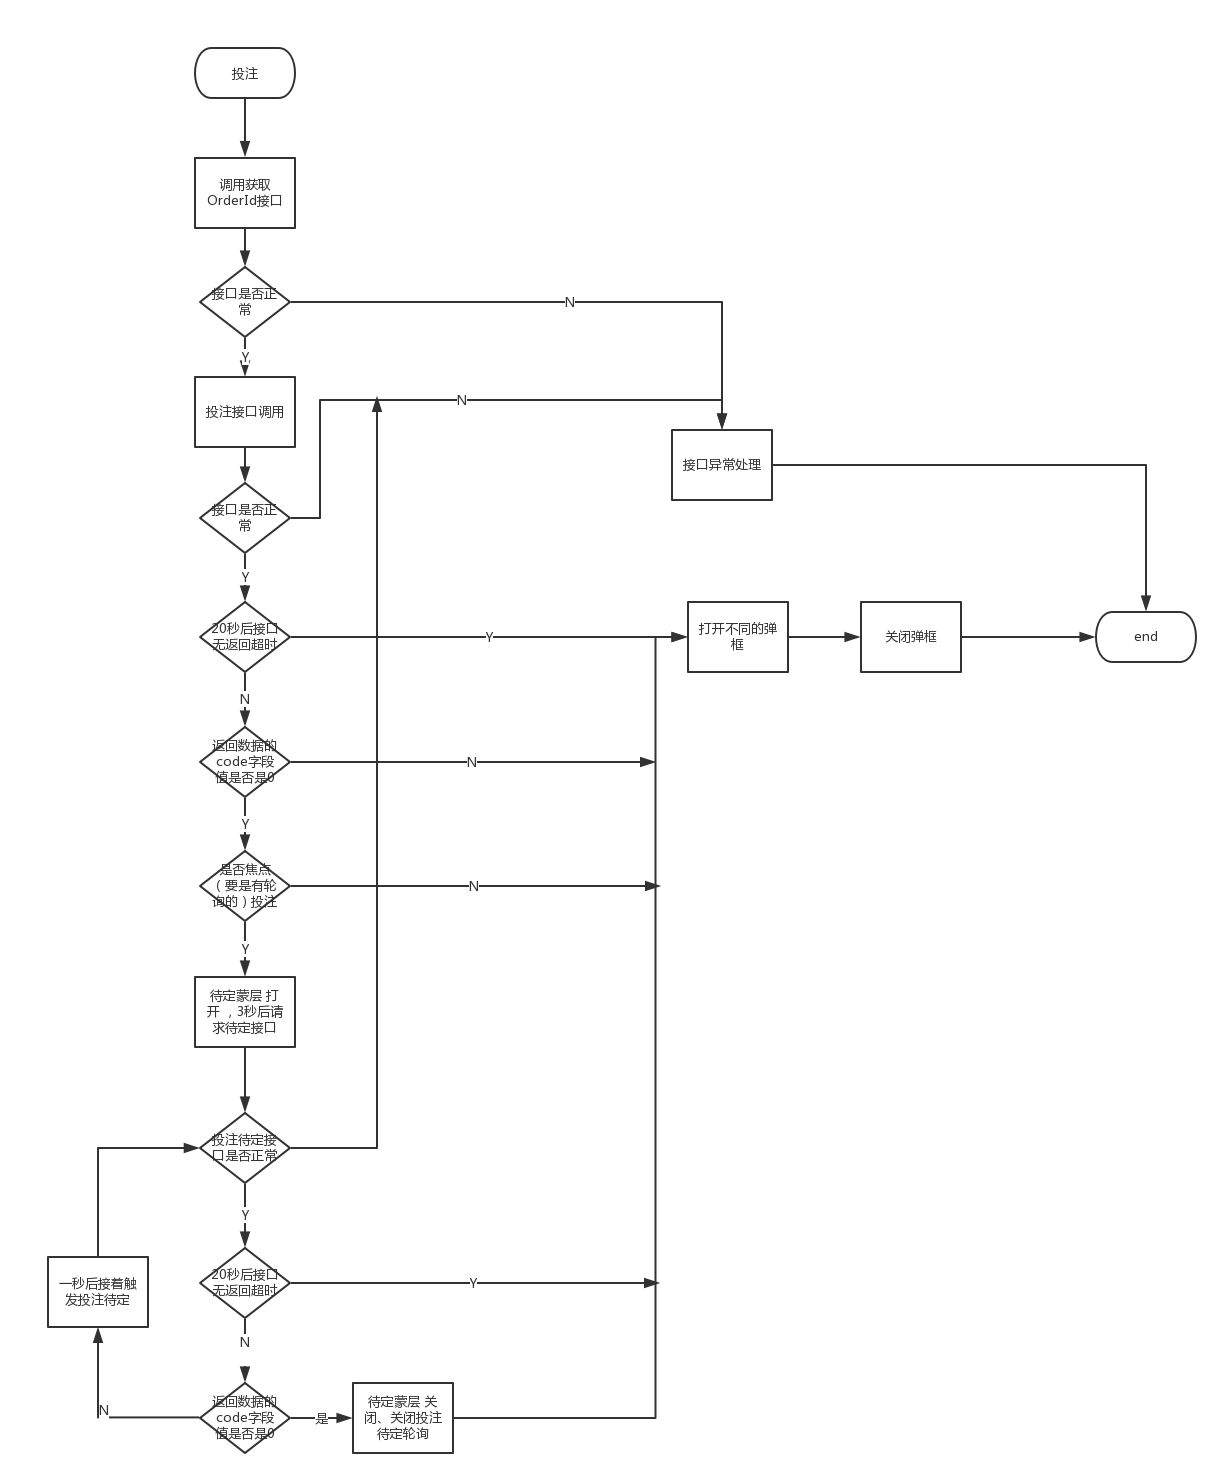 投注
调用获取
OrderId接口
接口是否正
常
N
Y
投注接口调用
N
接口异常处理
接口是否正
常
Y
20秒后接口
无返回超时
Y
打开不同的弹
框
关闭弹框
end
N
返回数据的
code字段
值是否是0
N
Y
是否焦点
（要是有轮
询的）投注
N
Y
待定蒙层 打
开 ，3秒后请
求待定接口
投注待定接
口是否正常
Y
一秒后接着触
发投注待定
20秒后接口
无返回超时
Y
N
N
返回数据的
code字段
值是否是0
是
待定蒙层 关
闭、关闭投注
待定轮询